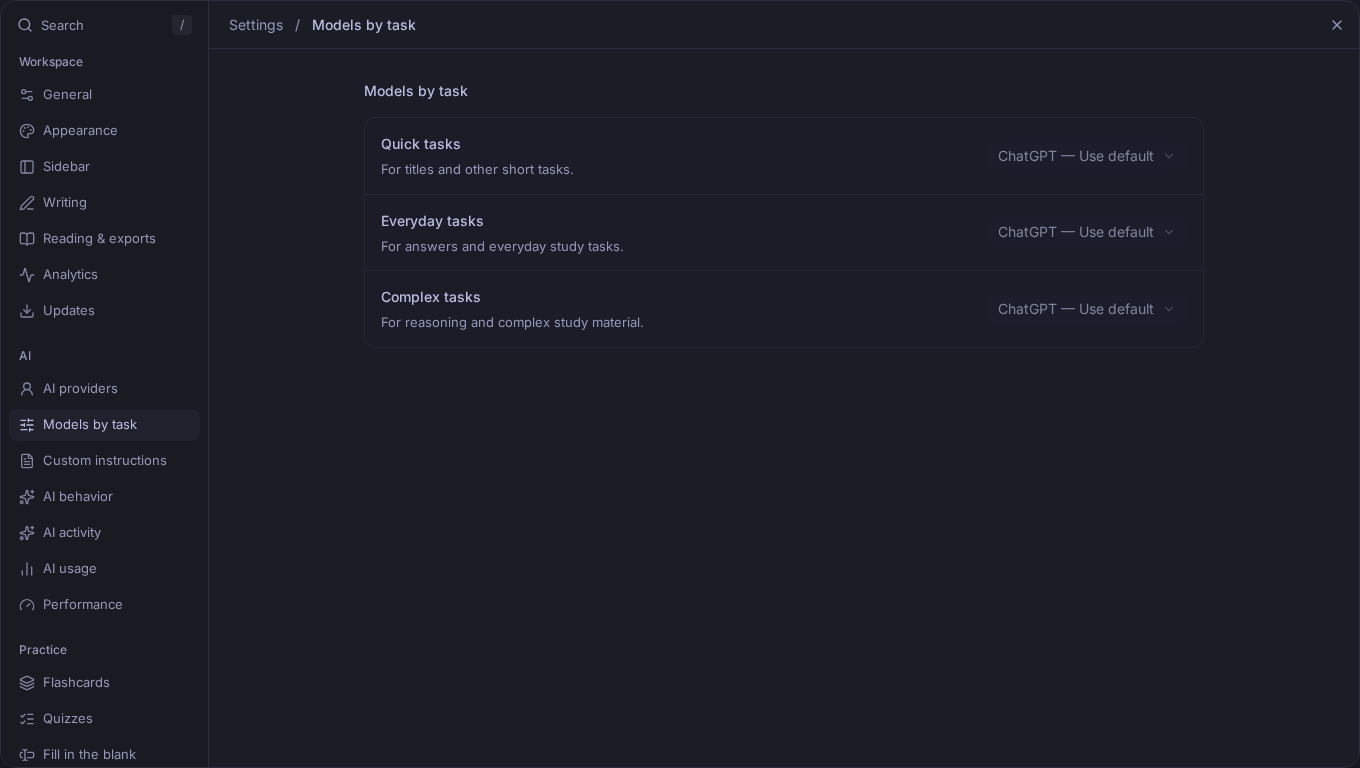 Search /
Settings / Models by task
Workspace
General
Appearance
Sidebar
Writing
Reading & exports
Analytics
Updates
AI
AI providers
Models by task
Custom instructions
AI behavior
AI activity
AI usage
Performance
Practice
Flashcards
Quizzes
Fill in the blank
Models by task
Quick tasks
For titles and other short tasks.
ChatGPT — Use default
Everyday tasks
For answers and everyday study tasks.
ChatGPT — Use default
Complex tasks
For reasoning and complex study material.
ChatGPT — Use default